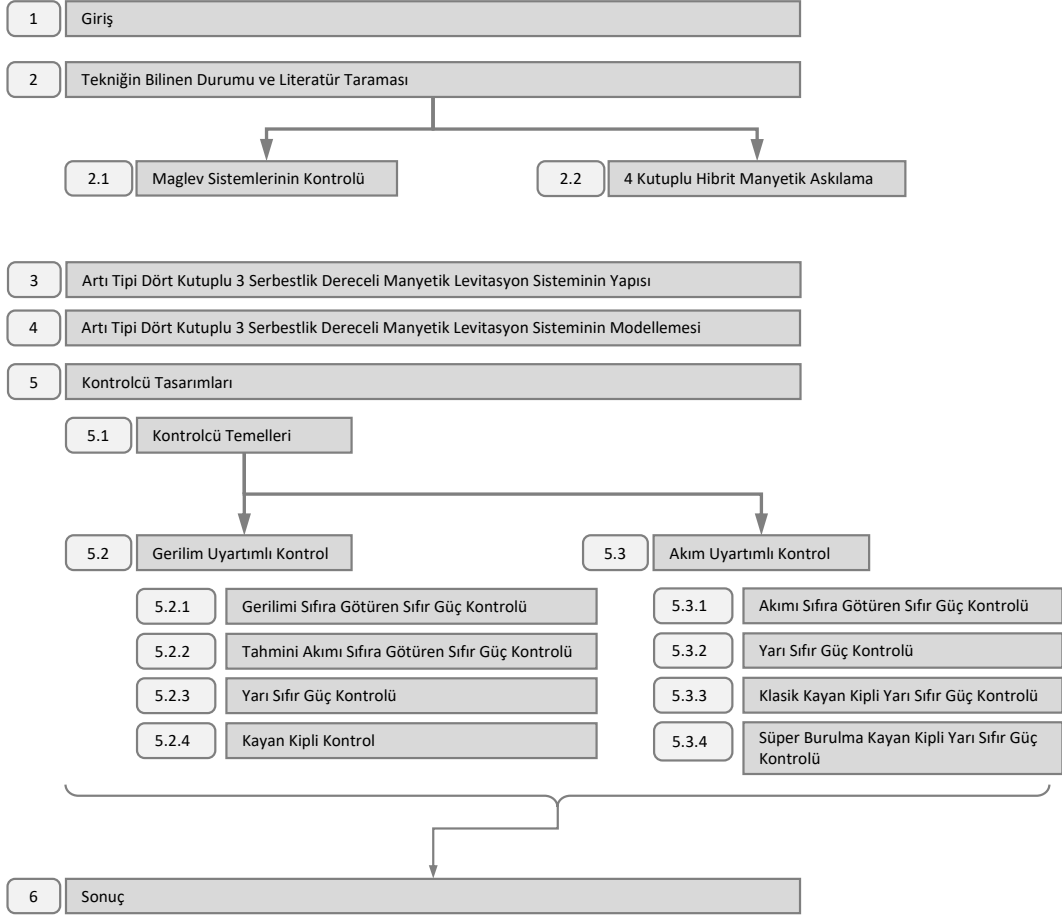 1 Giriş
2 Tekniğin Bilinen Durumu ve Literatür Taraması
2.1 Maglev Sistemlerinin Kontrolü
2.2 4 Kutuplu Hibrit Manyetik Askılama
3 Artı Tipi Dört Kutuplu 3 Serbestlik Dereceli Manyetik Levitasyon Sisteminin Yapısı
4 Artı Tipi Dört Kutuplu 3 Serbestlik Dereceli Manyetik Levitasyon Sisteminin Modellemesi
5 Kontrolcü Tasarımları
5.1 Kontrolcü Temelleri
5.2 Gerilim Uyartımlı Kontrol
5.2.1 Gerilimi Sıfıra Götüren Sıfır Güç Kontrolü
5.2.2 Tahmini Akımı Sıfıra Götüren Sıfır Güç Kontrolü
5.2.3 Yarı Sıfır Güç Kontrolü
5.2.4 Kayan Kipli Kontrol
5.3 Akım Uyartımlı Kontrol
5.3.1 Akımı Sıfıra Götüren Sıfır Güç Kontrolü
5.3.2 Yarı Sıfır Güç Kontrolü
5.3.3 Klasik Kayan Kipli Yarı Sıfır Güç Kontrolü
5.3.4 Süper Burulma Kayan Kipli Yarı Sıfır Güç
Kontrolü
6 Sonuç